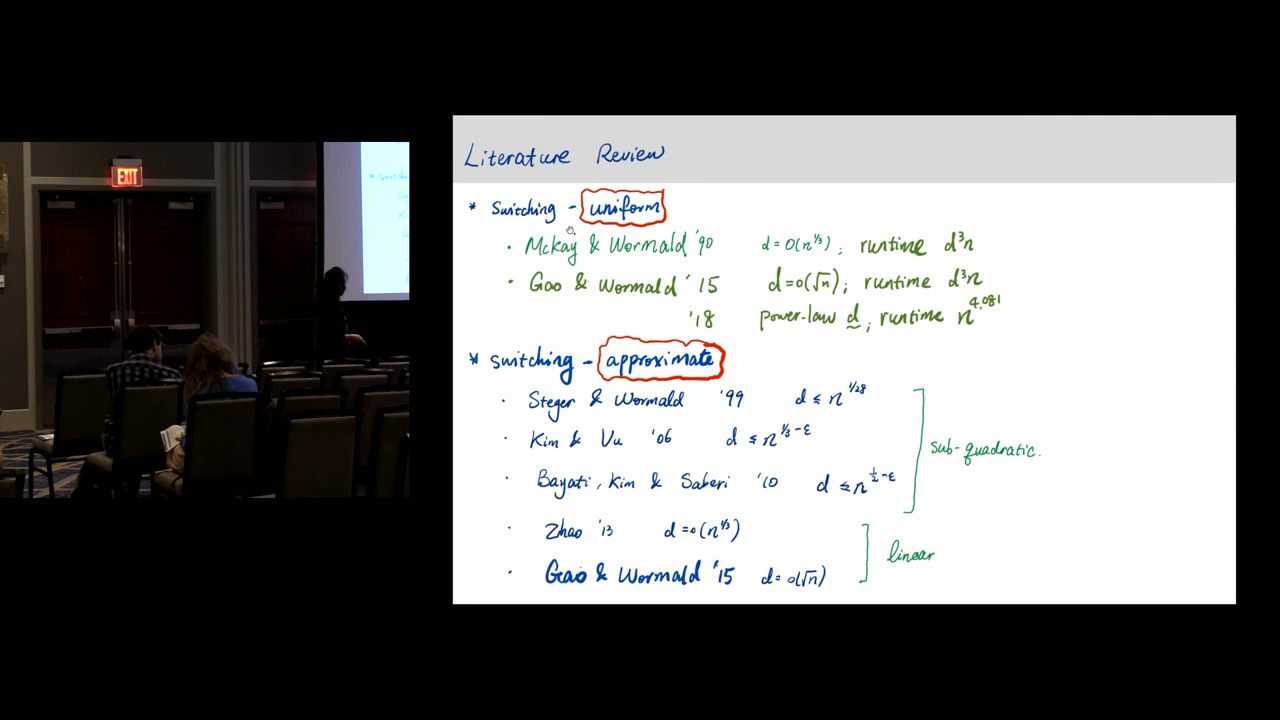 EXIT
Literature Review
* Switching - uniform
· McKay & Wormald '90 d = O(n^{1/3}); runtime d³n
· Gao & Wormald '15 d = o(√n); runtime d³n
'18 power-law d, runtime n^{4.081}
* switching - approximate
· Steger & Wormald '99 d ≤ n^{1/28}
· Kim & Vu '06 d ≤ n^{1/3-ε}
· Bayati, Kim & Saberi '10 d ≤ n^{1/2-ε}
sub-quadratic.
· Zhao '13 d = o(n^{1/3})
· Gao & Wormald '15 d = o(√n)
linear